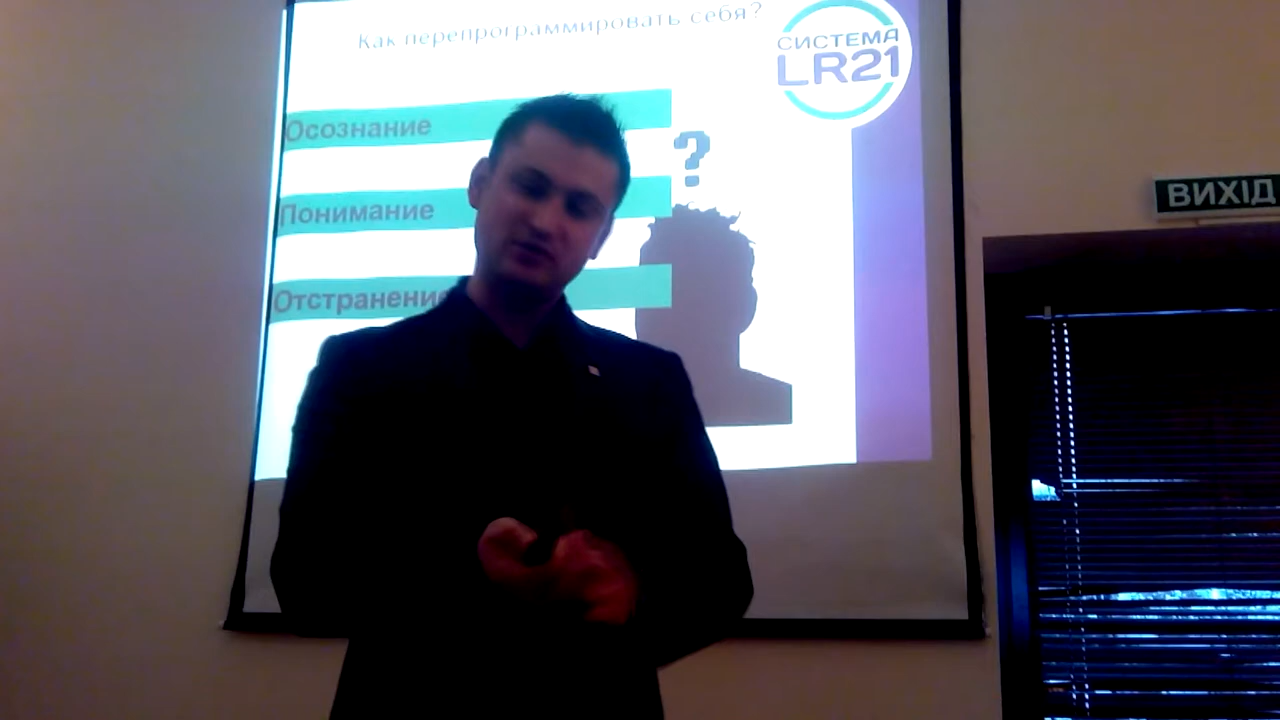 Как перепрограммировать себя?
СИСТЕМА
LR21
Осознание
?
Понимание
Отстранение
ВИХІД